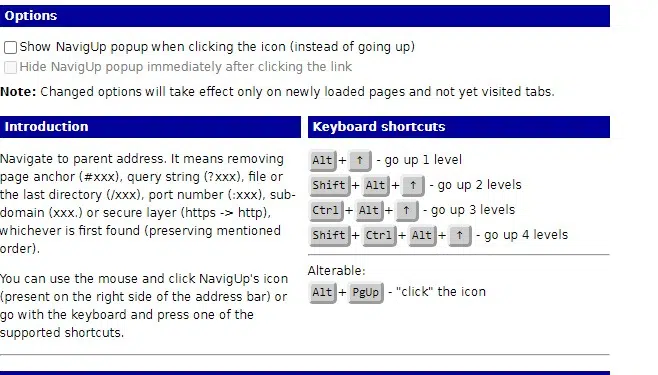 Options
Show NavigUp popup when clicking the icon (instead of going up)
Hide NavigUp popup immediately after clicking the link
Note: Changed options will take effect only on newly loaded pages and not yet visited tabs.
Introduction
Navigate to parent address. It means removing
page anchor (#xxx), query string (?xxx), file or
the last directory (/xxx), port number (:xxx), sub-
domain (xxx.) or secure layer (https -> http),
whichever is first found (preserving mentioned
order).
You can use the mouse and click NavigUp's icon
(present on the right side of the address bar) or
go with the keyboard and press one of the
supported shortcuts.
Keyboard shortcuts
Alt + ↑ - go up 1 level
Shift + Alt + ↑ - go up 2 levels
Ctrl + Alt + ↑ - go up 3 levels
Shift + Ctrl + Alt + ↑ - go up 4 levels
Alterable:
Alt + PgUp - "click" the icon